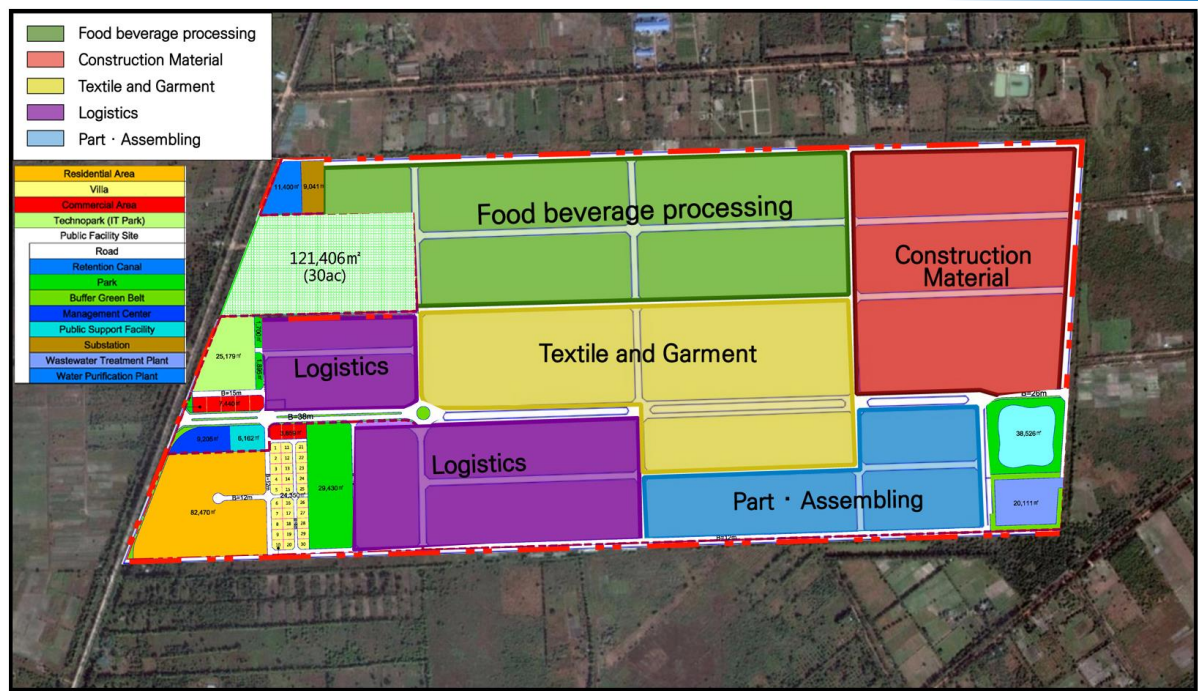 Food beverage processing
Construction Material
Textile and Garment
Logistics
Part · Assembling
Residential Area
Villa
Commercial Area
Technopark (IT Park)
Public Facility Site
Road
Retention Canal
Park
Buffer Green Belt
Management Center
Public Support Facility
Substation
Wastewater Treatment Plant
Water Purification Plant
11,400㎡
9,041㎡
Food beverage processing
Construction
Material
121,406㎡
(30ac)
25,179㎡
Logistics
Textile and Garment
B=15m
B=38m
B=26m
38,526㎡
Logistics
Part · Assembling
29,430㎡
B=12m
82,470㎡
20,111㎡
B=12m